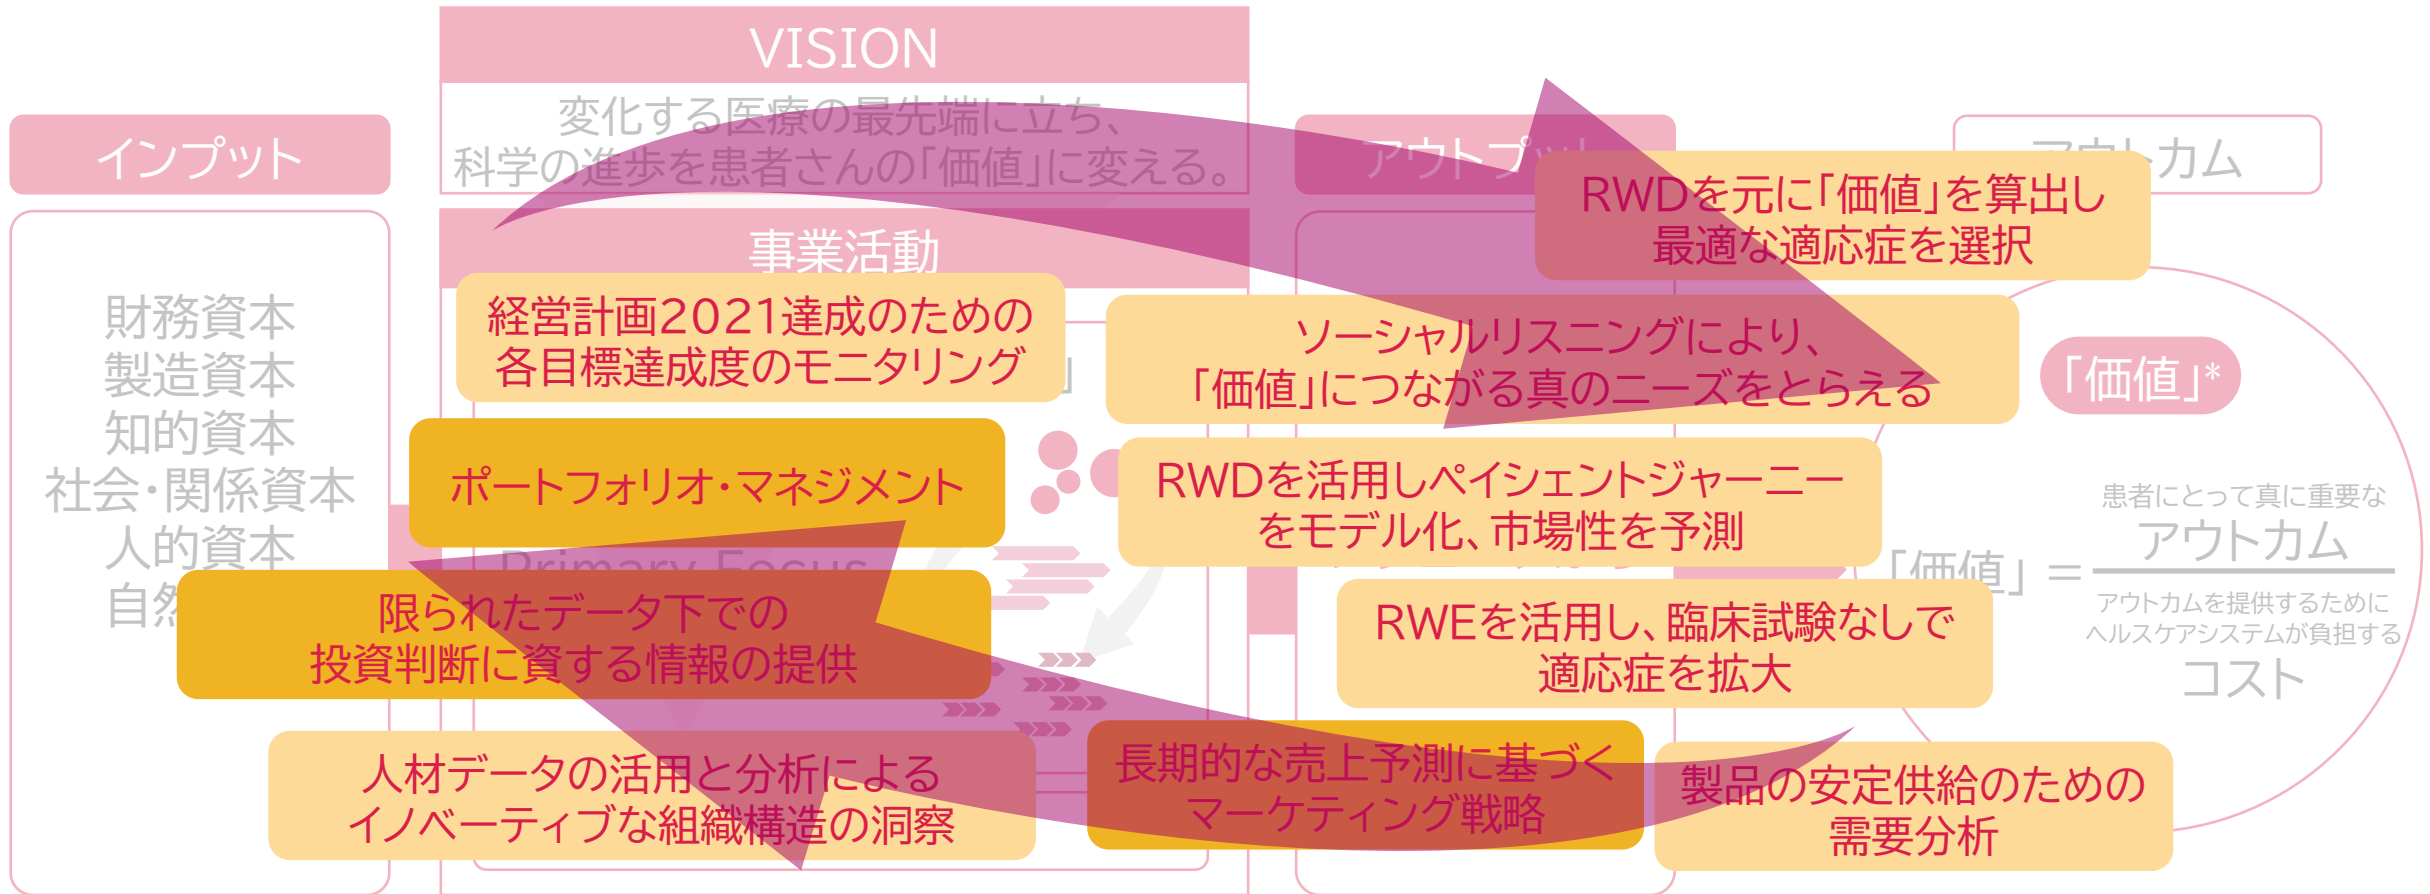 VISION
変化する医療の最先端に立ち、
科学の進歩を患者さんの「価値」に変える。
インプット
アウトプット
アウトカム
事業活動
財務資本
製造資本
知的資本
社会・関係資本
人的資本
自然
RWDを元に「価値」を算出し
最適な適応症を選択
経営計画2021達成のための
各目標達成度のモニタリング
」
ソーシャルリスニングにより、
「価値」につながる真のニーズをとらえる
「価値」*
ポートフォリオ・マネジメント
RWDを活用しペイシェントジャーニー
をモデル化、市場性を予測
Primary Focus
限られたデータ下での
投資判断に資する情報の提供
RWEを活用し、臨床試験なしで
適応症を拡大
患者にとって真に重要な
アウトカム
「価値」=
アウトカムを提供するために
ヘルスケアシステムが負担する
コスト
人材データの活用と分析による
イノベーティブな組織構造の洞察
長期的な売上予測に基づく
マーケティング戦略
製品の安定供給のための
需要分析